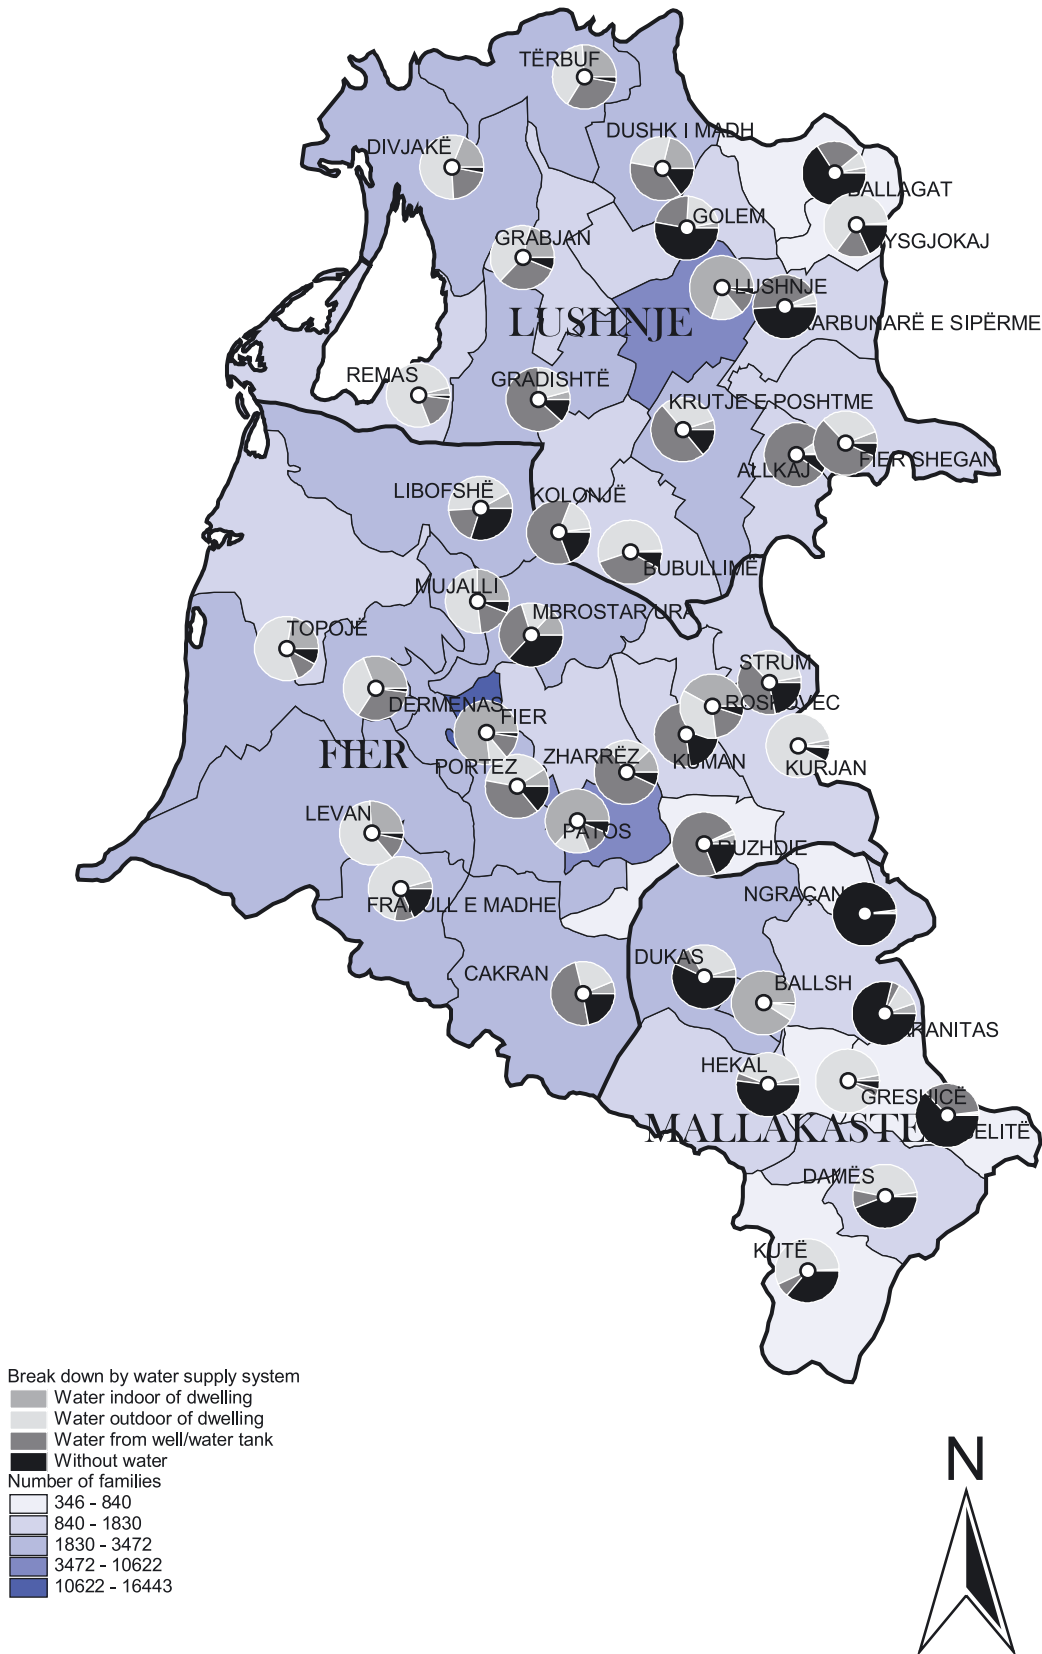 TËRBUF
DUSHK I MADH
DIVJAKË
BALLAGAT
GOLEM
YSGJOKAJ
GRABJAN
LUSHNJE
LUSHNJE
ARBUNARË E SIPËRME
REMAS
GRADISHTË
KRUTJE E POSHTME
ALLKAJ
FIER SHEGAN
LIBOFSHË
KOLONJË
BUBULLIMË
MUJALLI
MBROSTAR URA
TOPOJË
STRUM
DERMENAS
ROSKOVEC
FIER
FIER
KUMAN
ZHARRËZ
KURJAN
PORTEZ
LEVAN
PATOS
RUZHDIE
NGRAÇAN
FRAKULL E MADHE
DUKAS
CAKRAN
BALLSH
ARANITAS
HEKAL
GRESHICË
MALLAKASTE
SELITË
DAMËS
KUTË
Break down by water supply system
Water indoor of dwelling
Water outdoor of dwelling
Water from well/water tank
Without water
Number of families
346 - 840
840 - 1830
1830 - 3472
3472 - 10622
10622 - 16443
N